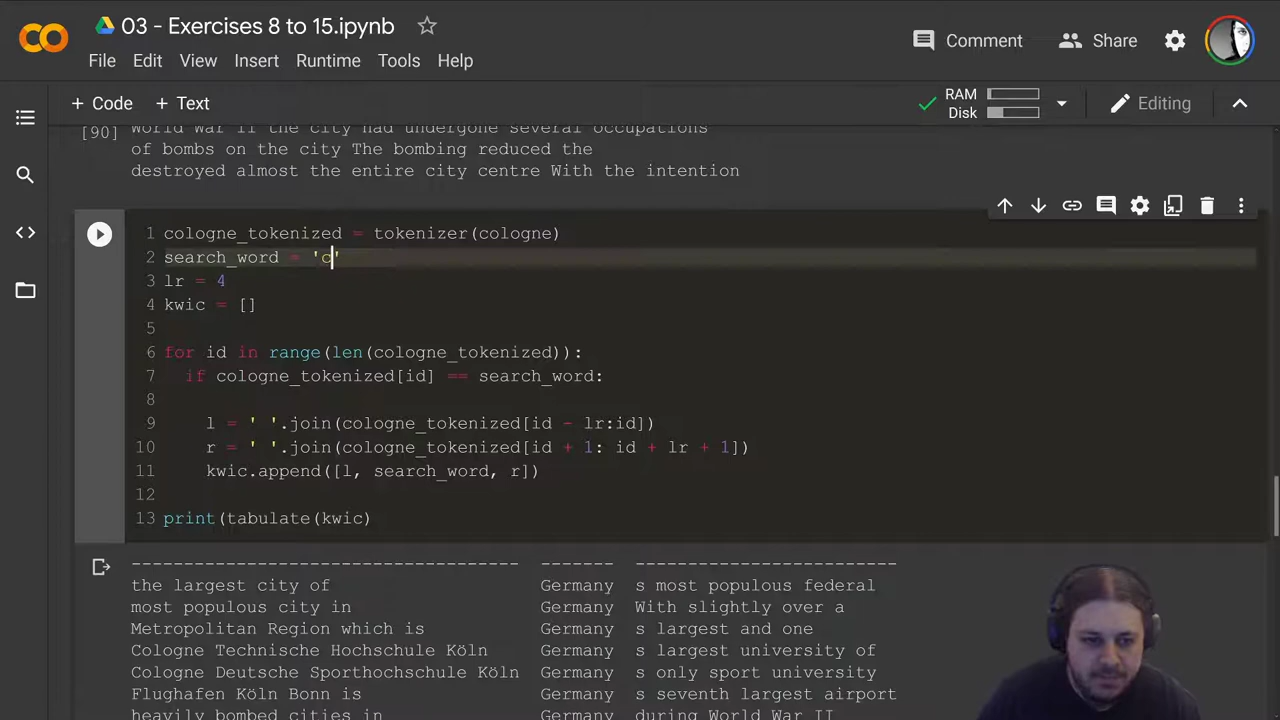 03 - Exercises 8 to 15.ipynb
Comment
Share
File Edit View Insert Runtime Tools Help
+ Code + Text
RAM
Disk
Editing
[90]
World War II the city had undergone several occupations
of bombs on the city The bombing reduced the
destroyed almost the entire city centre With the intention
1 cologne_tokenized = tokenizer(cologne)
2 search_word = 'c'
3 lr = 4
4 kwic = []
5
6 for id in range(len(cologne_tokenized)):
7 if cologne_tokenized[id] == search_word:
8
9 l = ' '.join(cologne_tokenized[id - lr:id])
10 r = ' '.join(cologne_tokenized[id + 1: id + lr + 1])
11 kwic.append([l, search_word, r])
12
13 print(tabulate(kwic)
----------------------------------- ------- -------------------------
the largest city of Germany s most populous federal
most populous city in Germany With slightly over a
Metropolitan Region which is Germany s largest and one
Cologne Technische Hochschule Köln Germany s largest university of
Cologne Deutsche Sporthochschule Köln Germany s only sport university
Flughafen Köln Bonn is Germany s seventh largest airport
heavily bombed cities in Germany during World War II